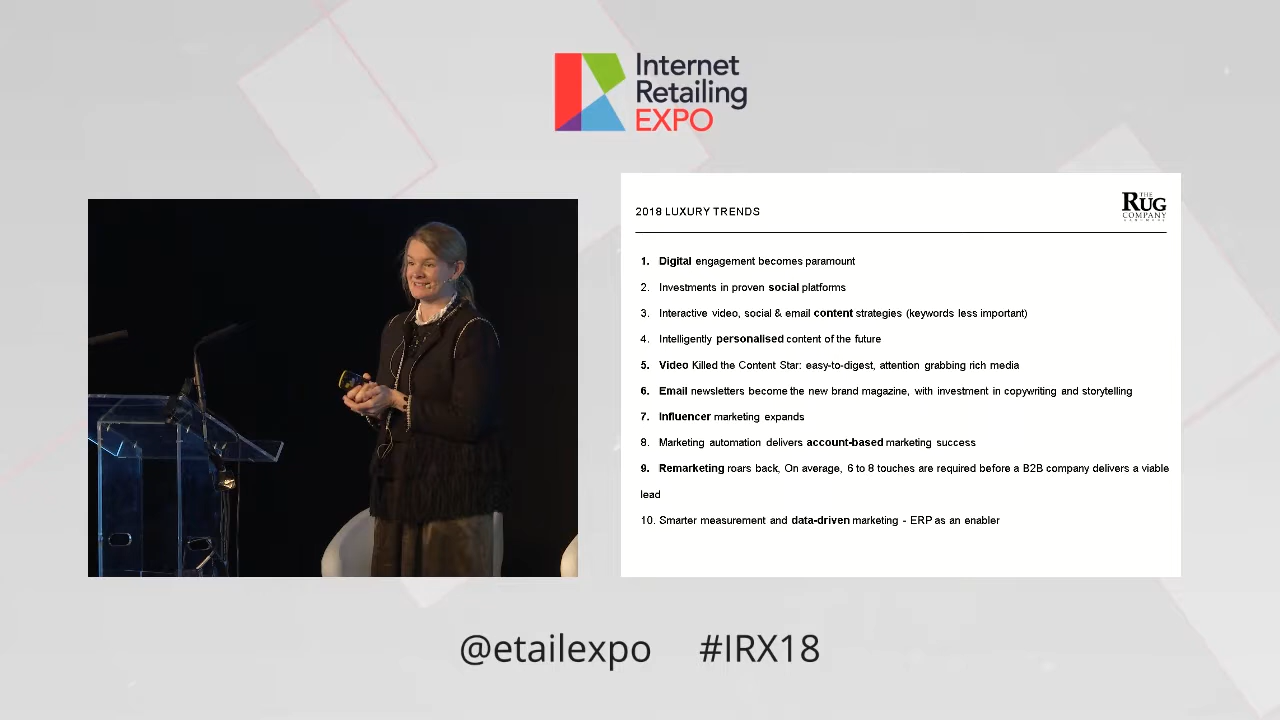 Internet
Retailing
EXPO
2018 LUXURY TRENDS
THE
RUG
COMPANY
1. Digital engagement becomes paramount
2. Investments in proven social platforms
3. Interactive video, social & email content strategies (keywords less important)
4. Intelligently personalised content of the future
5. Video Killed the Content Star: easy-to-digest, attention grabbing rich media
6. Email newsletters become the new brand magazine, with investment in copywriting and storytelling
7. Influencer marketing expands
8. Marketing automation delivers account-based marketing success
9. Remarketing roars back, On average, 6 to 8 touches are required before a B2B company delivers a viable
lead
10. Smarter measurement and data-driven marketing - ERP as an enabler
@etailexpo #IRX18